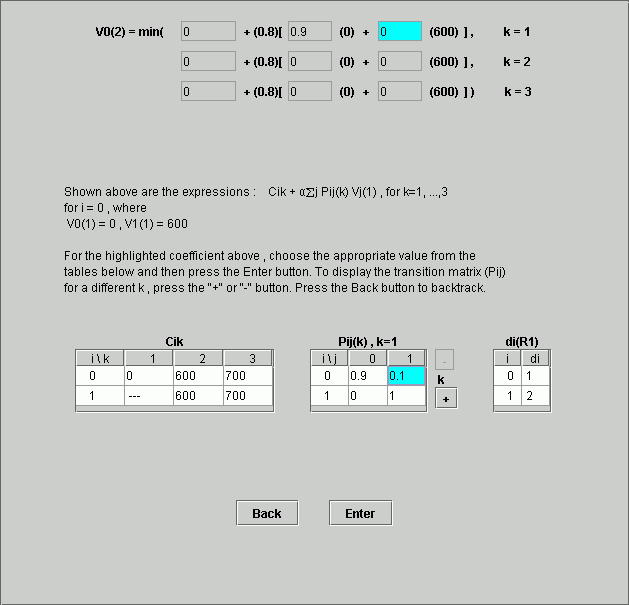 V0(2) = min( 0 + (0.8)[ 0.9 (0) + 0 (600) ] , k = 1
0 + (0.8)[ 0 (0) + 0 (600) ] , k = 2
0 + (0.8)[ 0 (0) + 0 (600) ] ) k = 3
Shown above are the expressions : Cik + α∑j Pij(k) Vj(1) , for k=1, ...,3
for i = 0 , where
V0(1) = 0 , V1(1) = 600
For the highlighted coefficient above , choose the appropriate value from the
tables below and then press the Enter button. To display the transition matrix (Pij)
for a different k , press the "+" or "-" button. Press the Back button to backtrack.
Cik Pij(k) , k=1 di(R1)
i \ k 1 2 3 i \ j 0 1 - i di
0 0 600 700 0 0.9 0.1 k 0 1
1 --- 600 700 1 0 1 + 1 2
Back Enter